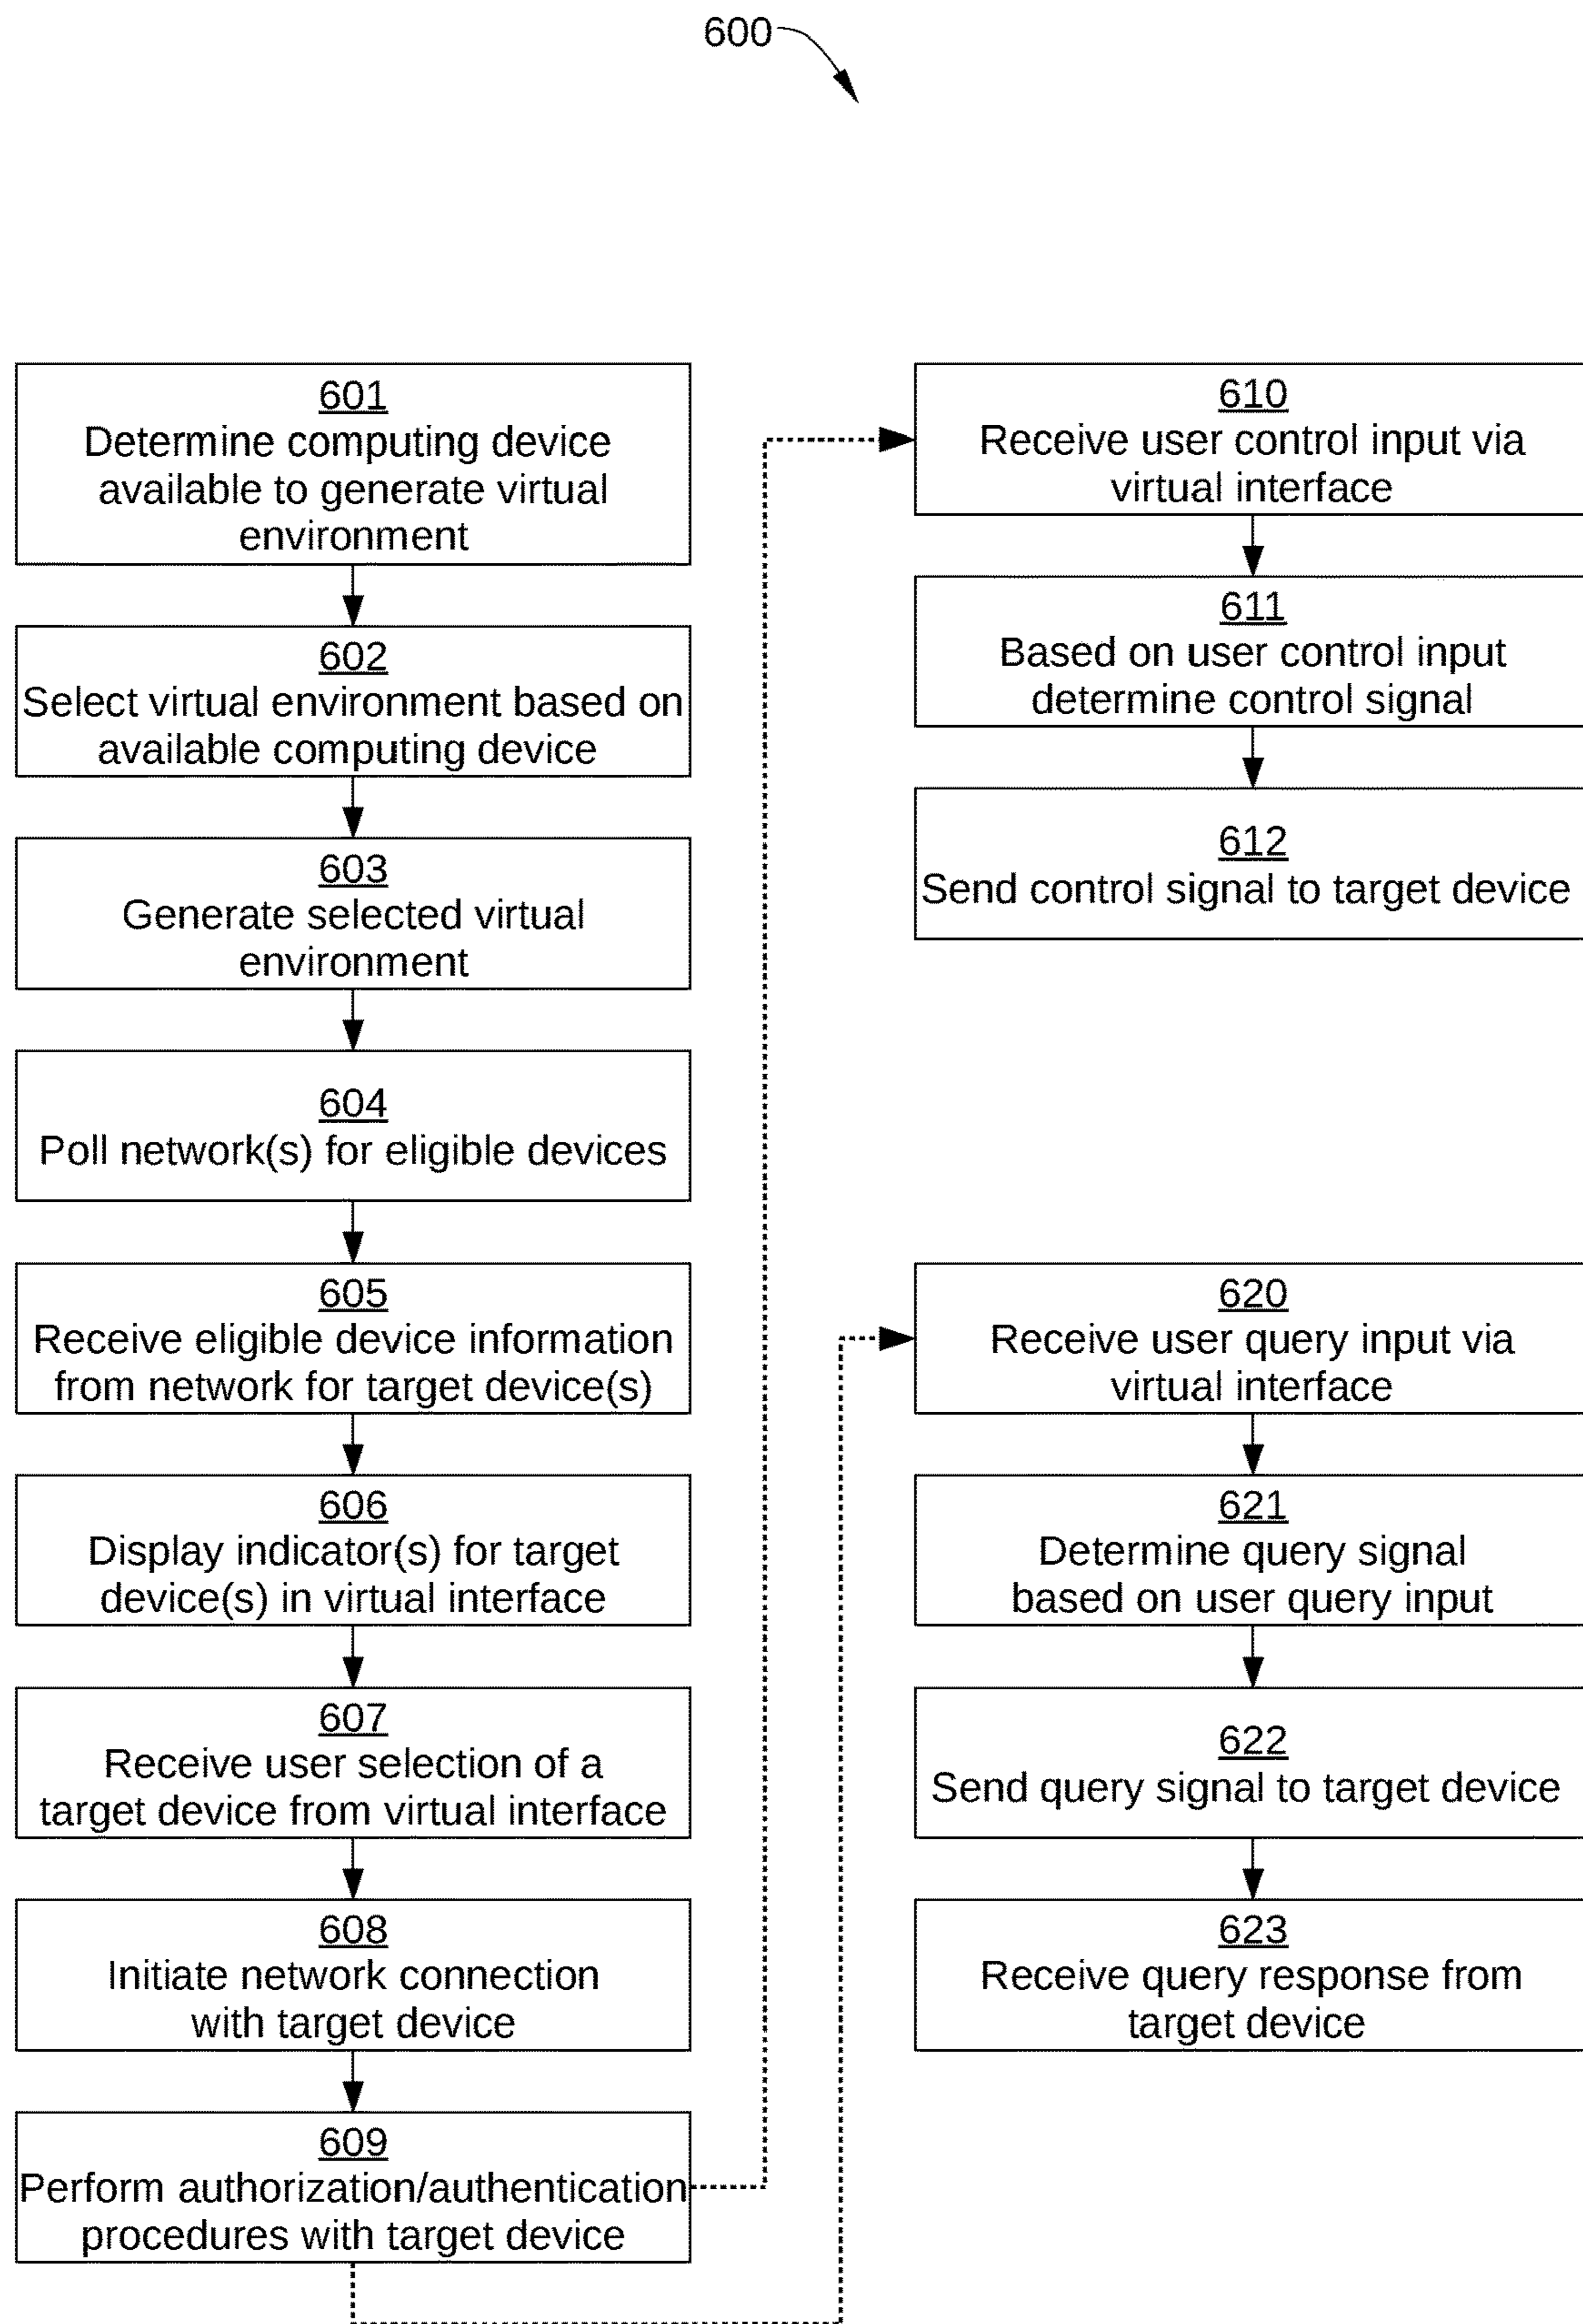 600
601
Determine computing device
available to generate virtual
environment
602
Select virtual environment based on
available computing device
603
Generate selected virtual
environment
604
Poll network(s) for eligible devices
605
Receive eligible device information
from network for target device(s)
606
Display indicator(s) for target
device(s) in virtual interface
607
Receive user selection of a
target device from virtual interface
608
Initiate network connection
with target device
609
Perform authorization/authentication
procedures with target device
610
Receive user control input via
virtual interface
611
Based on user control input
determine control signal
612
Send control signal to target device
620
Receive user query input via
virtual interface
621
Determine query signal
based on user query input
622
Send query signal to target device
623
Receive query response from
target device